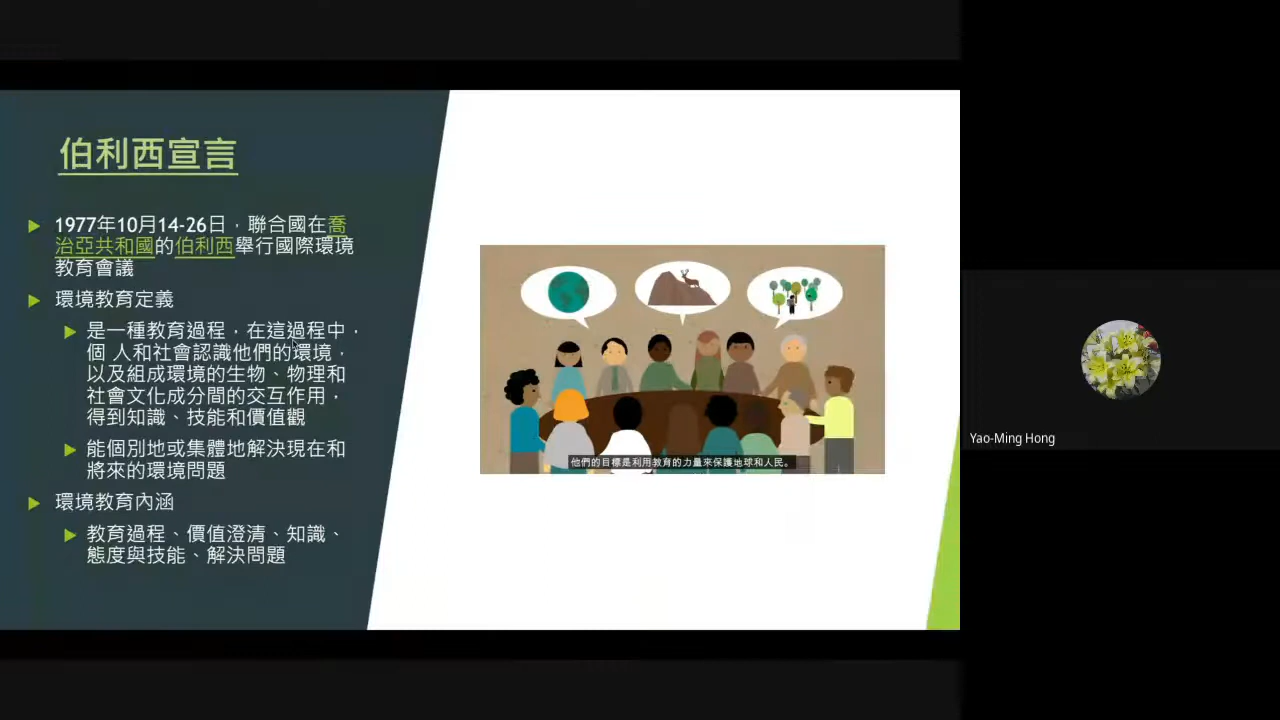 伯利西宣言
1977年10月14-26日，聯合國在喬
治亞共和國的伯利西舉行國際環境
教育會議
環境教育定義
是一種教育過程，在這過程中，
個 人和社會認識他們的環境，
以及組成環境的生物、物理和
社會文化成分間的交互作用，
得到知識、技能和價值觀
能個別地或集體地解決現在和
將來的環境問題
環境教育內涵
教育過程、價值澄清、知識、
態度與技能、解決問題
他們的目標是利用教育的力量來保護地球和人民。
Yao-Ming Hong